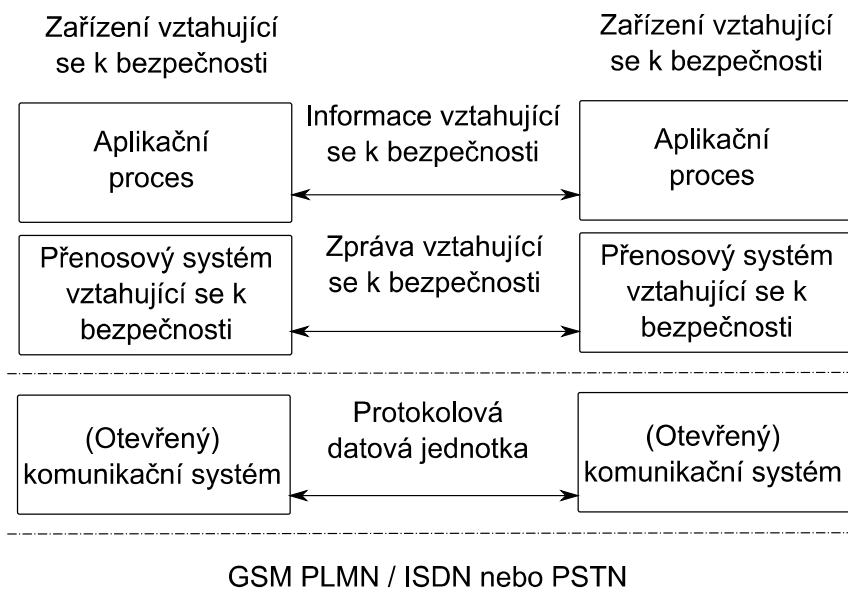 Zařízení vztahující
se k bezpečnosti
Zařízení vztahující
se k bezpečnosti
Aplikační
proces
Informace vztahující
se k bezpečnosti
Aplikační
proces
Přenosový systém
vztahující se k
bezpečnosti
Zpráva vztahující
se k bezpečnosti
Přenosový systém
vztahující se k
bezpečnosti
(Otevřený)
komunikační systém
Protokolová
datová jednotka
(Otevřený)
komunikační systém
GSM PLMN / ISDN nebo PSTN